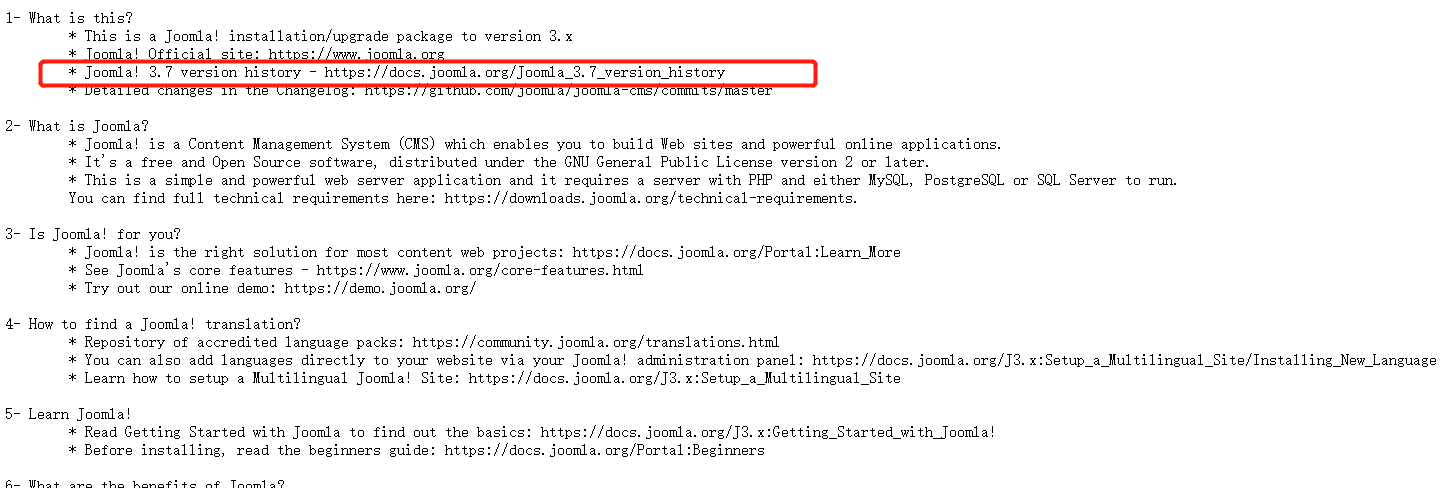 1- What is this?
* This is a Joomla! installation/upgrade package to version 3.x
* Joomla! Official site: https://www.joomla.org
* Joomla! 3.7 version history - https://docs.joomla.org/Joomla_3.7_version_history
* Detailed changes in the Changelog: https://github.com/joomla/joomla-cms/commits/master
2- What is Joomla?
* Joomla! is a Content Management System (CMS) which enables you to build Web sites and powerful online applications.
* It's a free and Open Source software, distributed under the GNU General Public License version 2 or later.
* This is a simple and powerful web server application and it requires a server with PHP and either MySQL, PostgreSQL or SQL Server to run.
You can find full technical requirements here: https://downloads.joomla.org/technical-requirements.
3- Is Joomla! for you?
* Joomla! is the right solution for most content web projects: https://docs.joomla.org/Portal:Learn_More
* See Joomla's core features - https://www.joomla.org/core-features.html
* Try out our online demo: https://demo.joomla.org/
4- How to find a Joomla! translation?
* Repository of accredited language packs: https://community.joomla.org/translations.html
* You can also add languages directly to your website via your Joomla! administration panel: https://docs.joomla.org/J3.x:Setup_a_Multilingual_Site/Installing_New_Language
* Learn how to setup a Multilingual Joomla! Site: https://docs.joomla.org/J3.x:Setup_a_Multilingual_Site
5- Learn Joomla!
* Read Getting Started with Joomla to find out the basics: https://docs.joomla.org/J3.x:Getting_Started_with_Joomla!
* Before installing, read the beginners guide: https://docs.joomla.org/Portal:Beginners
6- What are the benefits of Joomla?